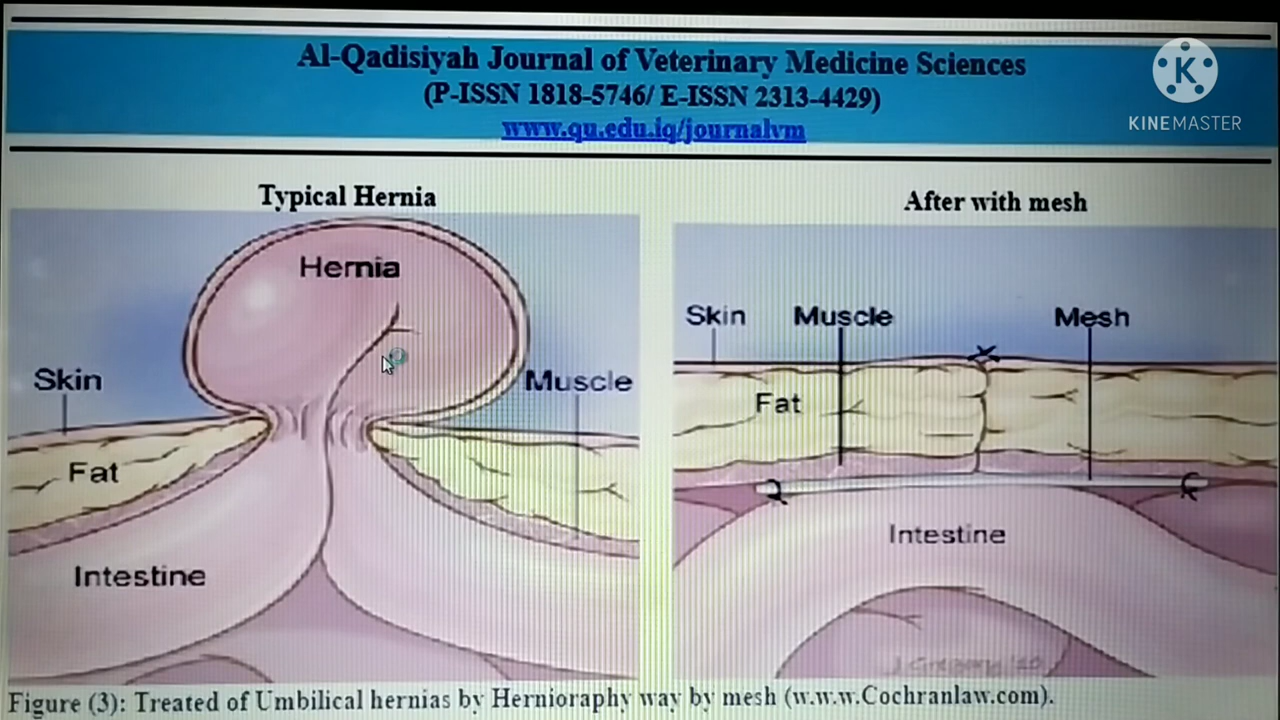 Al-Qadisiyah Journal of Veterinary Medicine Sciences
(P-ISSN 1818-5746/ E-ISSN 2313-4429)
www.qu.edu.iq/journalvm
K
KINEMASTER
Typical Hernia
After with mesh
Hernia
Skin
Muscle
Fat
Intestine
Skin
Muscle
Mesh
Fat
Intestine
J Gregory '20
Figure (3): Treated of Umbilical hernias by Hernioraphy way by mesh (w.w.w.Cochranlaw.com).